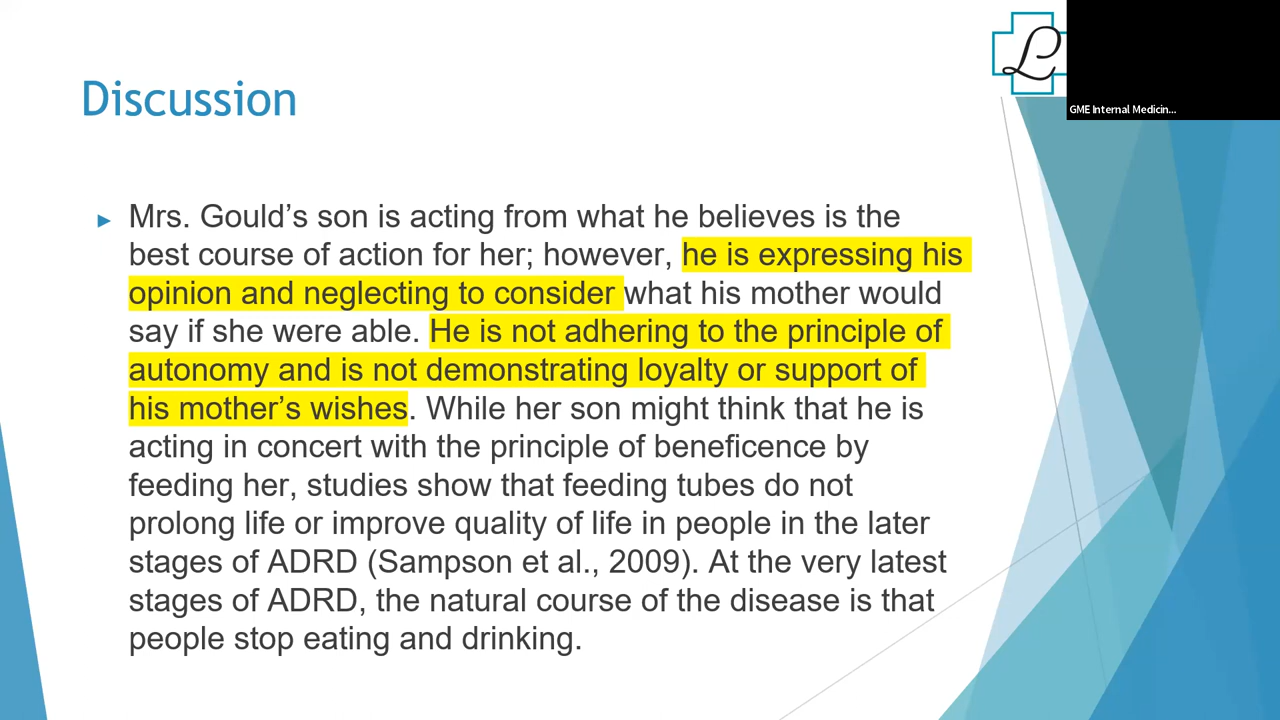 ℒ
GME Internal Medicin...
Discussion
Mrs. Gould’s son is acting from what he believes is the
best course of action for her; however, he is expressing his
opinion and neglecting to consider what his mother would
say if she were able. He is not adhering to the principle of
autonomy and is not demonstrating loyalty or support of
his mother’s wishes. While her son might think that he is
acting in concert with the principle of beneficence by
feeding her, studies show that feeding tubes do not
prolong life or improve quality of life in people in the later
stages of ADRD (Sampson et al., 2009). At the very latest
stages of ADRD, the natural course of the disease is that
people stop eating and drinking.